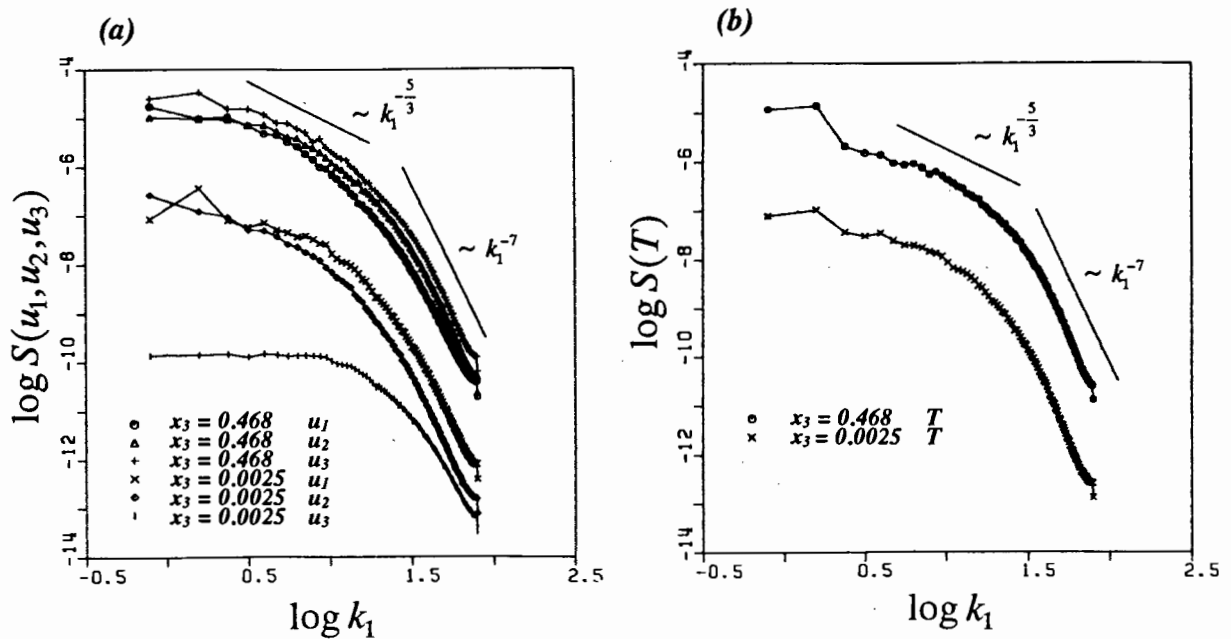 (a)
log S(u₁, u₂, u₃)
-4
-6
-8
-10
-12
-14
~ k₁^{-5/3}
~ k₁^{-7}
x₃ = 0.468 u₁
x₃ = 0.468 u₂
x₃ = 0.468 u₃
x₃ = 0.0025 u₁
x₃ = 0.0025 u₂
x₃ = 0.0025 u₃
-0.5
0.5
1.5
2.5
log k₁
(b)
log S(T)
-4
-6
-8
-10
-12
-14
~ k₁^{-5/3}
~ k₁^{-7}
x₃ = 0.468 T
x₃ = 0.0025 T
-0.5
0.5
1.5
2.5
log k₁